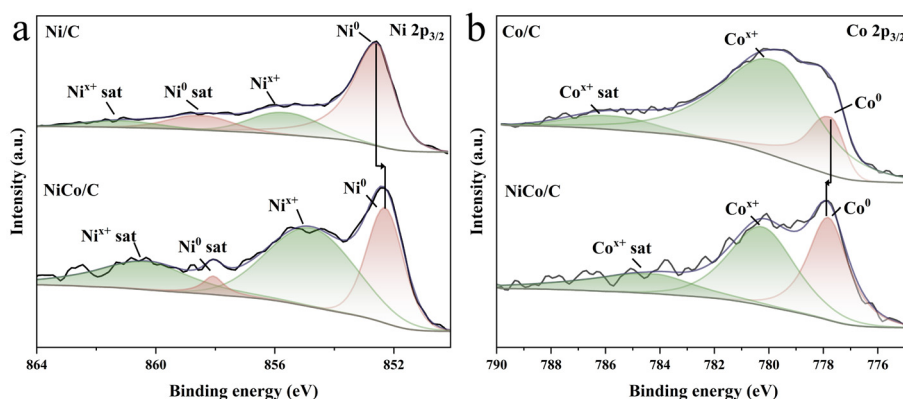 a
Ni/C
Ni 2p3/2
Ni⁰
Niˣ⁺
Ni⁰ sat
Niˣ⁺ sat
NiCo/C
Ni⁰
Niˣ⁺
Ni⁰ sat
Niˣ⁺ sat
Intensity (a.u.)
864 860 856 852
Binding energy (eV)
b
Co/C
Co 2p3/2
Coˣ⁺
Coˣ⁺ sat
Co⁰
NiCo/C
Coˣ⁺
Co⁰
Coˣ⁺ sat
Intensity (a.u.)
790 788 786 784 782 780 778 776
Binding energy (eV)